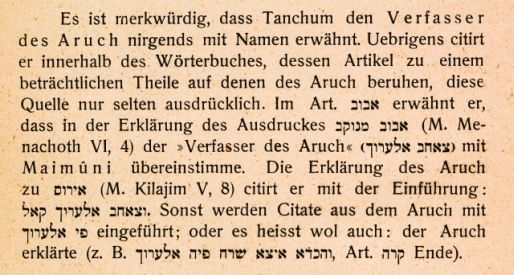 Es ist merkwürdig, dass Tanchum den Verfasser
des Aruch nirgends mit Namen erwähnt. Uebrigens citirt
er innerhalb des Wörterbuches, dessen Artikel zu einem
beträchtlichen Theile auf denen des Aruch beruhen, diese
Quelle nur selten ausdrücklich. Im Art. אבוב erwähnt er,
dass in der Erklärung des Ausdruckes אבוב מנוקב (M. Me-
nachoth VI, 4) der »Verfasser des Aruch« (צאחב אלערוך) mit
Maimûni übereinstimme. Die Erklärung des Aruch
zu אירוס (M. Kilajim V, 8) citirt er mit der Einführung:
וצאחב אלערוך קאל. Sonst werden Citate aus dem Aruch mit
פי אלערוך eingeführt; oder es heisst wol auch: der Aruch
erklärte (z. B. והכדׄא איצא שרח פיה אלערוך, Art. קרה Ende).